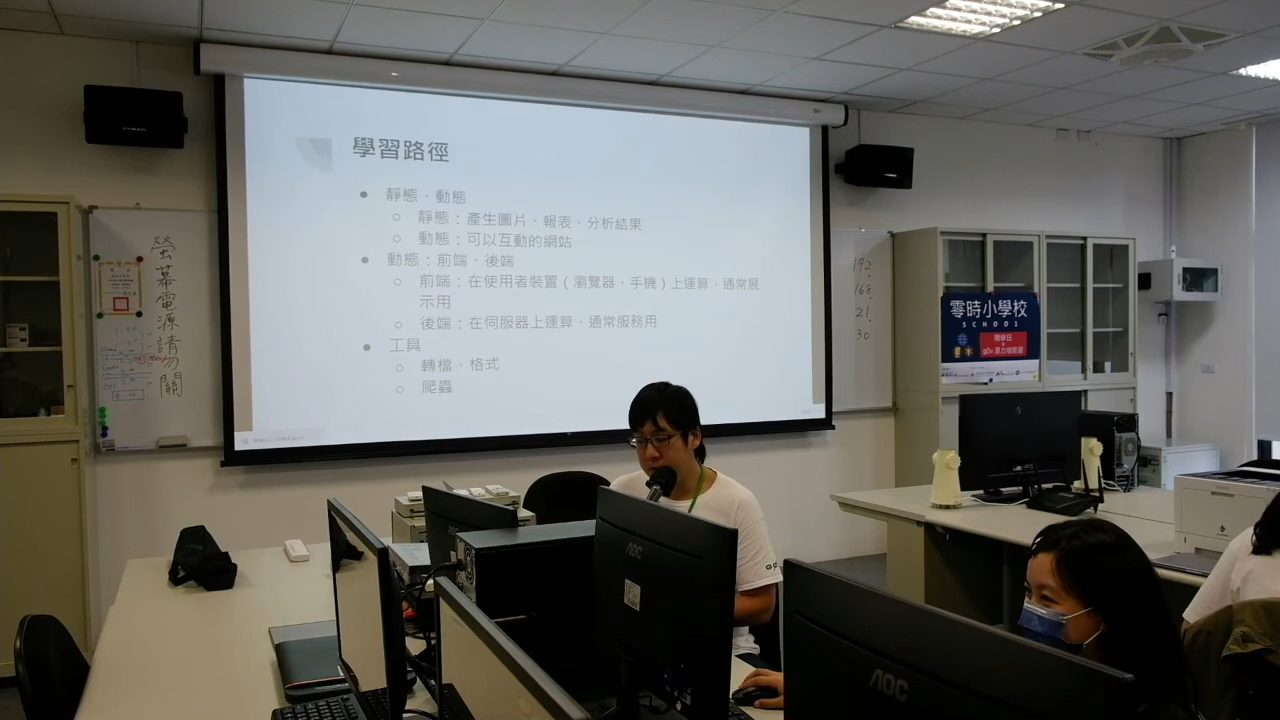 學習路徑
● 靜態、動態
○ 靜態：產生圖片、報表、分析結果
○ 動態：可以互動的網站
● 動態：前端、後端
○ 前端：在使用者裝置（瀏覽器、手機）上運算，通常展
示用
○ 後端：在伺服器上運算、通常服務用
● 工具
○ 轉檔、格式
○ 爬蟲
螢幕電源請勿關
192.
168.
21.
30
零時小學校
SCH001
開學日
g0v
AOC
AOC